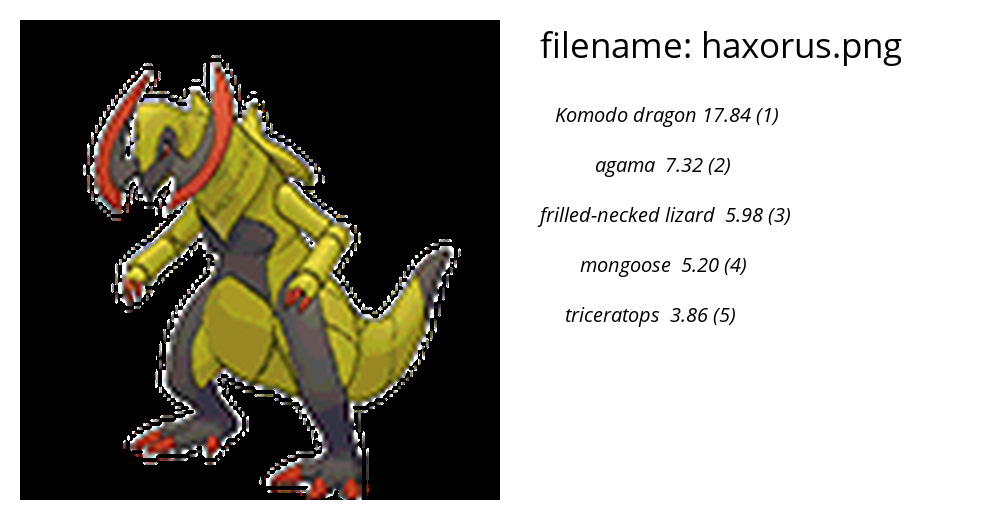 filename: haxorus.png
Komodo dragon 17.84 (1)
agama 7.32 (2)
frilled-necked lizard 5.98 (3)
mongoose 5.20 (4)
triceratops 3.86 (5)